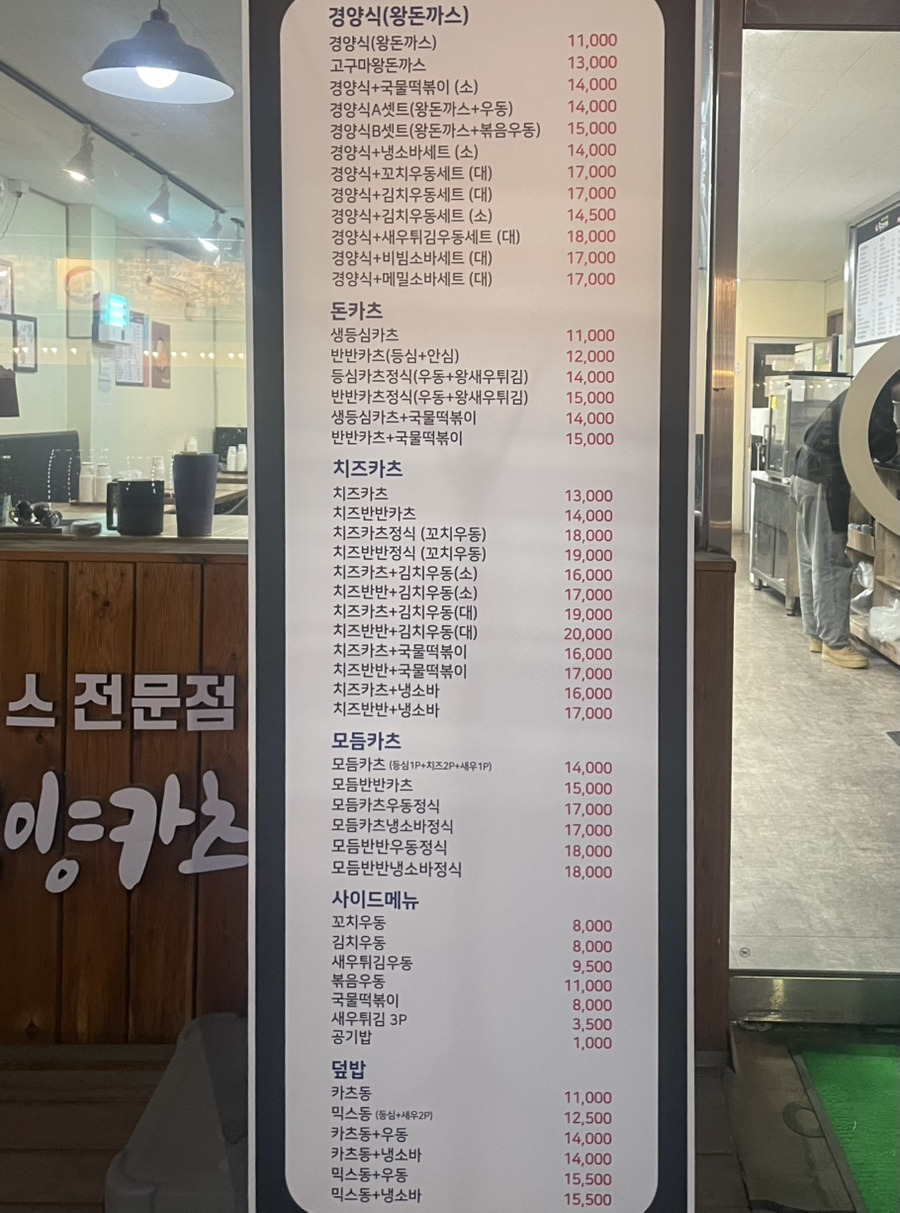 경양식(왕돈까스)
경양식(왕돈까스) 11,000
고구마왕돈까스 13,000
경양식+국물떡볶이 (소) 14,000
경양식A셋트(왕돈까스+우동) 14,000
경양식B셋트(왕돈까스+볶음우동) 15,000
경양식+냉소바세트 (소) 14,000
경양식+꼬치우동세트 (대) 17,000
경양식+김치우동세트 (대) 17,000
경양식+김치우동세트 (소) 14,500
경양식+새우튀김우동세트 (대) 18,000
경양식+비빔소바세트 (대) 17,000
경양식+메밀소바세트 (대) 17,000
돈카츠
생등심카츠 11,000
반반카츠(등심+안심) 12,000
등심카츠정식(우동+왕새우튀김) 14,000
반반카츠정식(우동+왕새우튀김) 15,000
생등심카츠+국물떡볶이 14,000
반반카츠+국물떡볶이 15,000
치즈카츠
치즈카츠 13,000
치즈반반카츠 14,000
치즈카츠정식 (꼬치우동) 18,000
치즈반반정식 (꼬치우동) 19,000
치즈카츠+김치우동(소) 16,000
치즈반반+김치우동(소) 17,000
치즈카츠+김치우동(대) 19,000
치즈반반+김치우동(대) 20,000
치즈카츠+국물떡볶이 16,000
치즈반반+국물떡볶이 17,000
치즈카츠+냉소바 16,000
치즈반반+냉소바 17,000
모듬카츠
모듬카츠 (등심1P+치즈2P+새우1P) 14,000
모듬반반카츠 15,000
모듬카츠우동정식 17,000
모듬카츠냉소바정식 17,000
모듬반반우동정식 18,000
모듬반반냉소바정식 18,000
사이드메뉴
꼬치우동 8,000
김치우동 8,000
새우튀김우동 9,500
볶음우동 11,000
국물떡볶이 8,000
새우튀김 3P 3,500
공기밥 1,000
덮밥
카츠동 11,000
믹스동 (등심+새우2P) 12,500
카츠동+우동 14,000
카츠동+냉소바 14,000
믹스동+우동 15,500
믹스동+냉소바 15,500
스 전문점
카츠